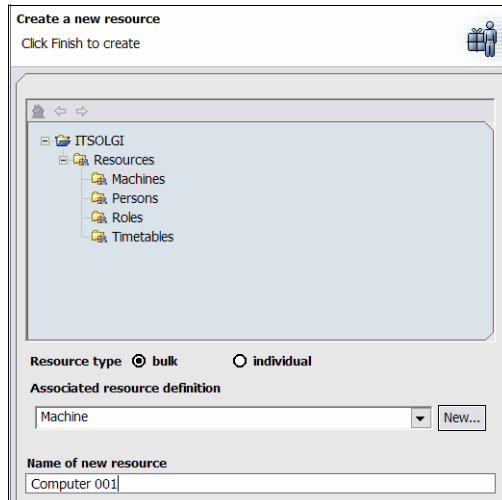 Create a new resource
Click Finish to create
ITSOLGI
Resources
Machines
Persons
Roles
Timetables
Resource type bulk individual
Associated resource definition
Machine New...
Name of new resource
Computer 001